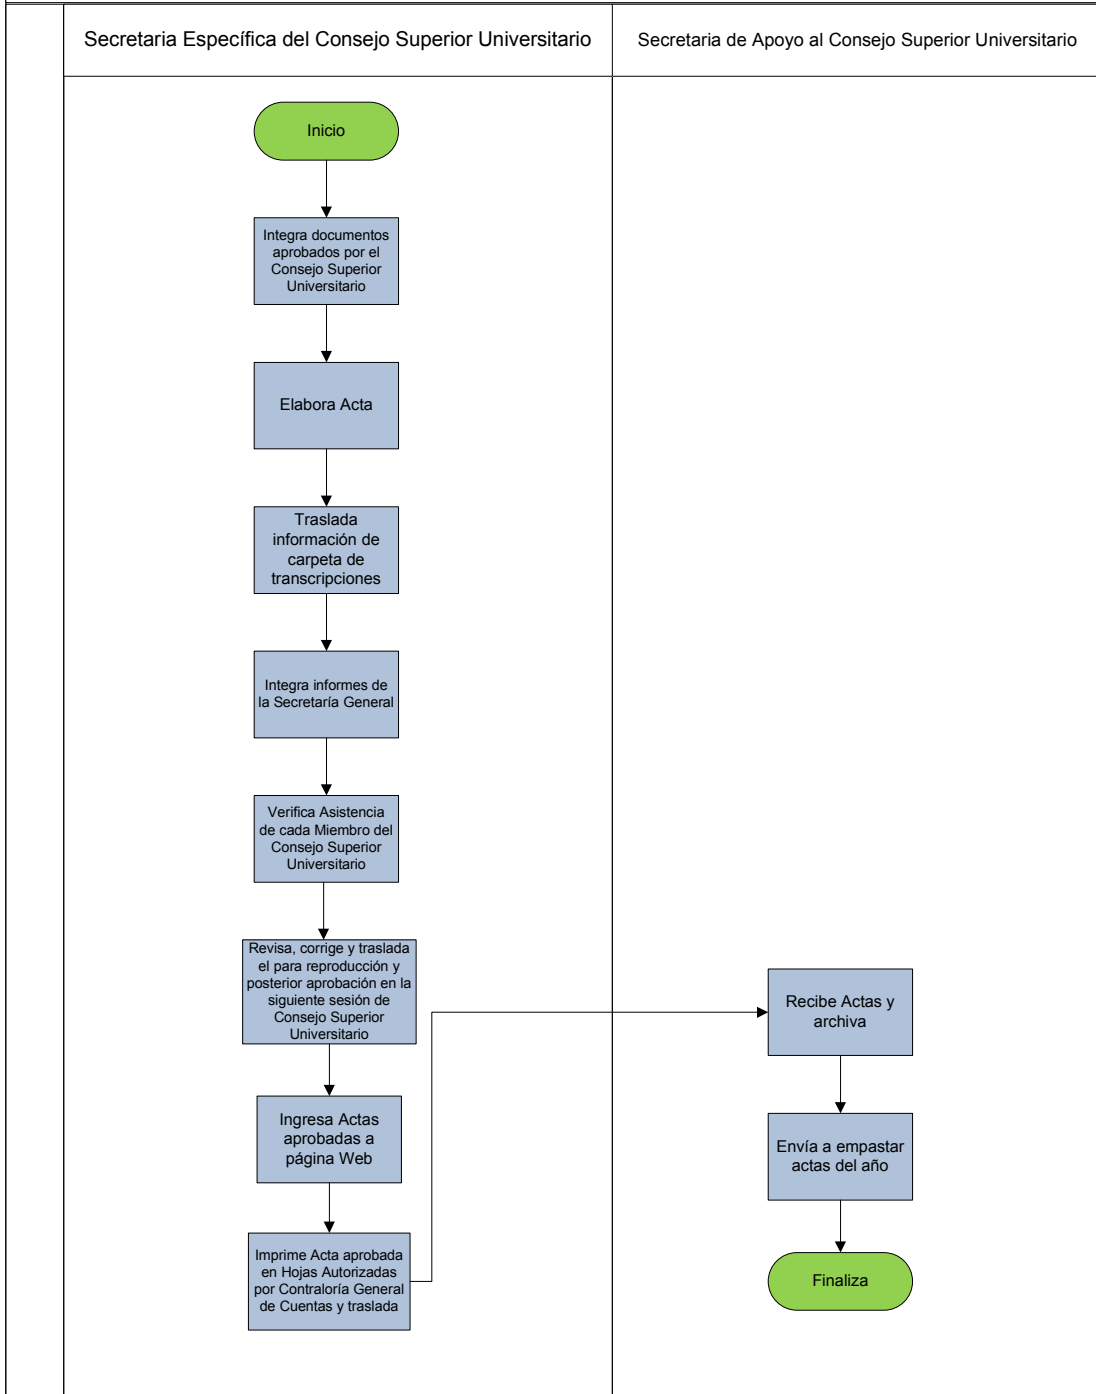 Secretaria Específica del Consejo Superior Universitario
Secretaria de Apoyo al Consejo Superior Universitario
Inicio
Integra documentos
aprobados por el
Consejo Superior
Universitario
Elabora Acta
Traslada
información de
carpeta de
transcripciones
Integra informes de
la Secretaría General
Verifica Asistencia
de cada Miembro del
Consejo Superior
Universitario
Revisa, corrige y traslada
el para reproducción y
posterior aprobación en la
siguiente sesión de
Consejo Superior
Universitario
Ingresa Actas
aprobadas a
página Web
Imprime Acta aprobada
en Hojas Autorizadas
por Contraloría General
de Cuentas y traslada
Recibe Actas y
archiva
Envía a empastar
actas del año
Finaliza